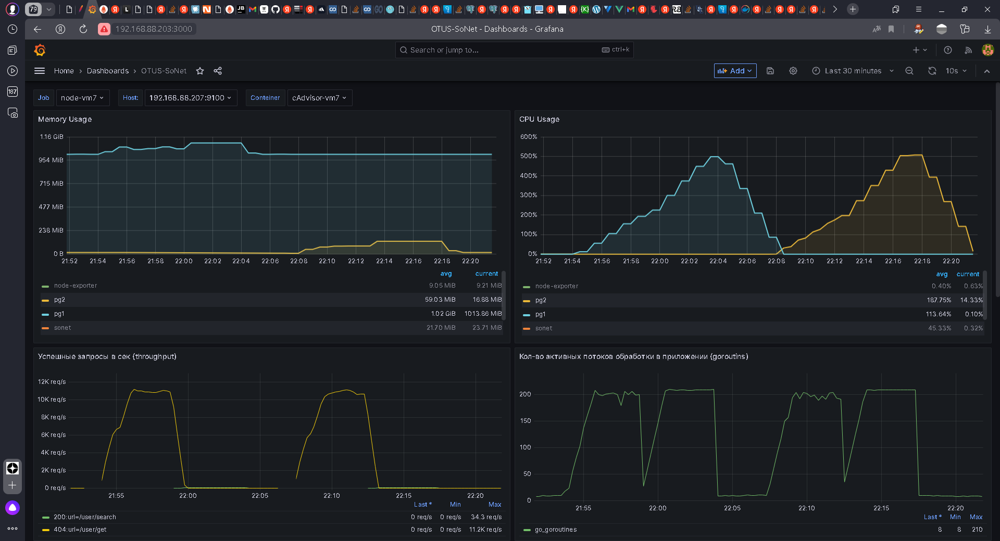 79
OTUS-SoNet - Dashboards - Grafana
192.168.88.203:3000
187
Search or jump to...
ctrl+k
Home › Dashboards › OTUS-SoNet
Add
Last 30 minutes
10s
Job node-vm7
Host: 192.168.88.207:9100
Conteiner cAdvisor-vm7
Memory Usage
1.16 GiB
954 MiB
715 MiB
477 MiB
238 MiB
0 B
21:52 21:54 21:56 21:58 22:00 22:02 22:04 22:06 22:08 22:10 22:12 22:14 22:16 22:18 22:20
avg current
node-exporter 9.05 MiB 9.21 MiB
pg2 59.03 MiB 16.88 MiB
pg1 1.02 GiB 1013.86 MiB
sonet 21.70 MiB 23.71 MiB
CPU Usage
600%
500%
400%
300%
200%
100%
0%
21:52 21:54 21:56 21:58 22:00 22:02 22:04 22:06 22:08 22:10 22:12 22:14 22:16 22:18 22:20
avg current
node-exporter 0.40% 0.63%
pg2 187.75% 14.33%
pg1 113.64% 0.10%
sonet 45.33% 0.32%
Успешные запросы в сек (throughput)
12K req/s
10K req/s
8K req/s
6K req/s
4K req/s
2K req/s
0 req/s
21:55 22:00 22:05 22:10 22:15 22:20
Last * Min Max
200:url=/user/search 0 req/s 0 req/s 34.3 req/s
404:url=/user/get 0 req/s 0 req/s 11.2K req/s
Кол-во активных потоков обработки в приложении (goroutins)
200
150
100
50
0
21:55 22:00 22:05 22:10 22:15 22:20
Last * Min Max
go_goroutines 8 8 210